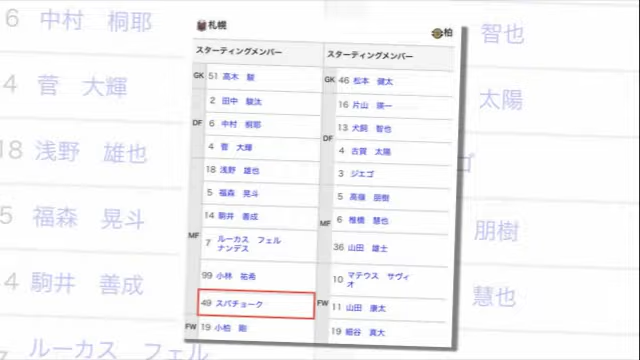 札幌
柏
スターティングメンバー
スターティングメンバー
GK 51 高木 駿
GK 46 松本 健太
2 田中 駿汰
16 片山 瑛一
DF 6 中村 桐耶
DF 13 犬飼 智也
4 菅 大輝
4 古賀 太陽
18 浅野 雄也
3 ジエゴ
5 福森 晃斗
5 高嶺 朋樹
MF 14 駒井 善成
MF 6 椎橋 慧也
7 ルーカス フェル
ナンデス
36 山田 雄士
99 小林 祐希
10 マテウス サヴィ
オ
49 スパチョーク
FW 11 山田 康太
FW 19 小柏 剛
19 細谷 真大
6 中村 桐耶
4 菅 大輝
18 浅野 雄也
5 福森 晃斗
4 駒井 善成
ルーカス フェル
智也
太陽
ゴ
朋樹
慧也